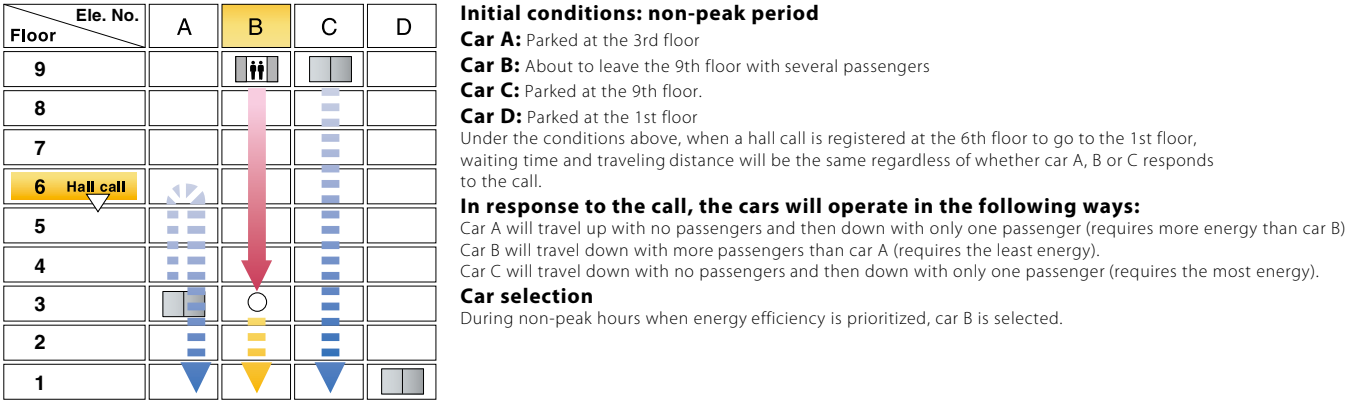 Ele. No.
Floor
A B C D
9
8
7
6 Hall call
5
4
3
2
1
Initial conditions: non-peak period
Car A: Parked at the 3rd floor
Car B: About to leave the 9th floor with several passengers
Car C: Parked at the 9th floor.
Car D: Parked at the 1st floor
Under the conditions above, when a hall call is registered at the 6th floor to go to the 1st floor,
waiting time and traveling distance will be the same regardless of whether car A, B or C responds
to the call.
In response to the call, the cars will operate in the following ways:
Car A will travel up with no passengers and then down with only one passenger (requires more energy than car B)
Car B will travel down with more passengers than car A (requires the least energy).
Car C will travel down with no passengers and then down with only one passenger (requires the most energy).
Car selection
During non-peak hours when energy efficiency is prioritized, car B is selected.